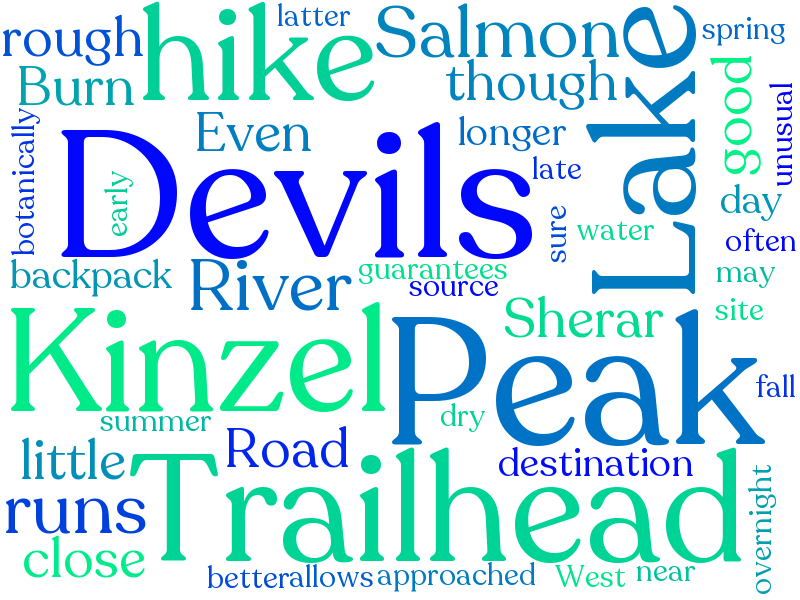 latter
spring
rough
hike
Salmon
Lake
Burn
though
good
unusual
Even
longer
botanically
early
Devils
late
day
sure
water
often
backpack
River
guarantees
source
may
site
Kinzel
Sherar
Peak
fall
summer
dry
little
Road
destination
Trailhead
overnight
runs
close
better
allows
approached
West
near